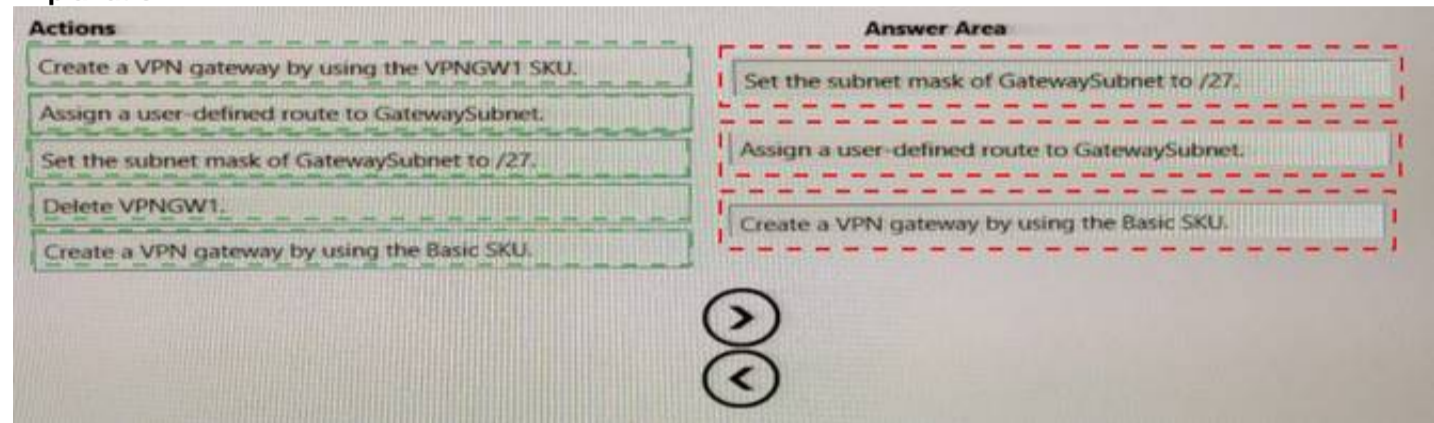 Actions
Create a VPN gateway by using the VPNGW1 SKU.
Assign a user-defined route to GatewaySubnet.
Set the subnet mask of GatewaySubnet to /27.
Delete VPNGW1.
Create a VPN gateway by using the Basic SKU.
Answer Area
Set the subnet mask of GatewaySubnet to /27.
Assign a user-defined route to GatewaySubnet.
Create a VPN gateway by using the Basic SKU.